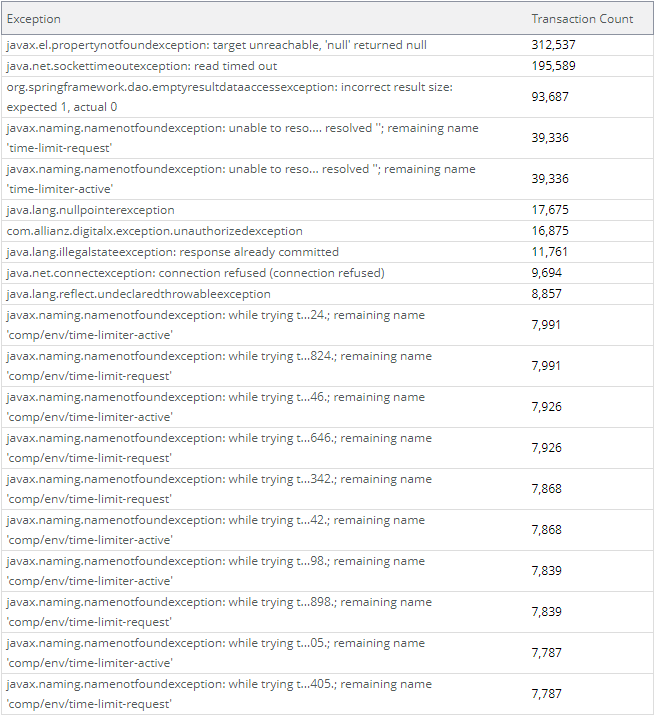 Exception Transaction Count
javax.el.propertynotfoundexception: target unreachable, 'null' returned null 312,537
java.net.sockettimeoutexception: read timed out 195,589
org.springframework.dao.emptyresultdataaccessexception: incorrect result size:
expected 1, actual 0
93,687
javax.naming.namenotfoundexception: unable to reso.... resolved ''; remaining name
'time-limit-request'
39,336
javax.naming.namenotfoundexception: unable to reso... resolved ''; remaining name
'time-limiter-active'
39,336
java.lang.nullpointerexception 17,675
com.allianz.digitalx.exception.unauthorizedexception 16,875
java.lang.illegalstateexception: response already committed 11,761
java.net.connectexception: connection refused (connection refused) 9,694
java.lang.reflect.undeclaredthrowableexception 8,857
javax.naming.namenotfoundexception: while trying t...24.; remaining name
'comp/env/time-limiter-active'
7,991
javax.naming.namenotfoundexception: while trying t...824.; remaining name
'comp/env/time-limit-request'
7,991
javax.naming.namenotfoundexception: while trying t...46.; remaining name
'comp/env/time-limiter-active'
7,926
javax.naming.namenotfoundexception: while trying t...646.; remaining name
'comp/env/time-limit-request'
7,926
javax.naming.namenotfoundexception: while trying t...342.; remaining name
'comp/env/time-limit-request'
7,868
javax.naming.namenotfoundexception: while trying t...42.; remaining name
'comp/env/time-limiter-active'
7,868
javax.naming.namenotfoundexception: while trying t...98.; remaining name
'comp/env/time-limiter-active'
7,839
javax.naming.namenotfoundexception: while trying t...898.; remaining name
'comp/env/time-limit-request'
7,839
javax.naming.namenotfoundexception: while trying t...05.; remaining name
'comp/env/time-limiter-active'
7,787
javax.naming.namenotfoundexception: while trying t...405.; remaining name
'comp/env/time-limit-request'
7,787